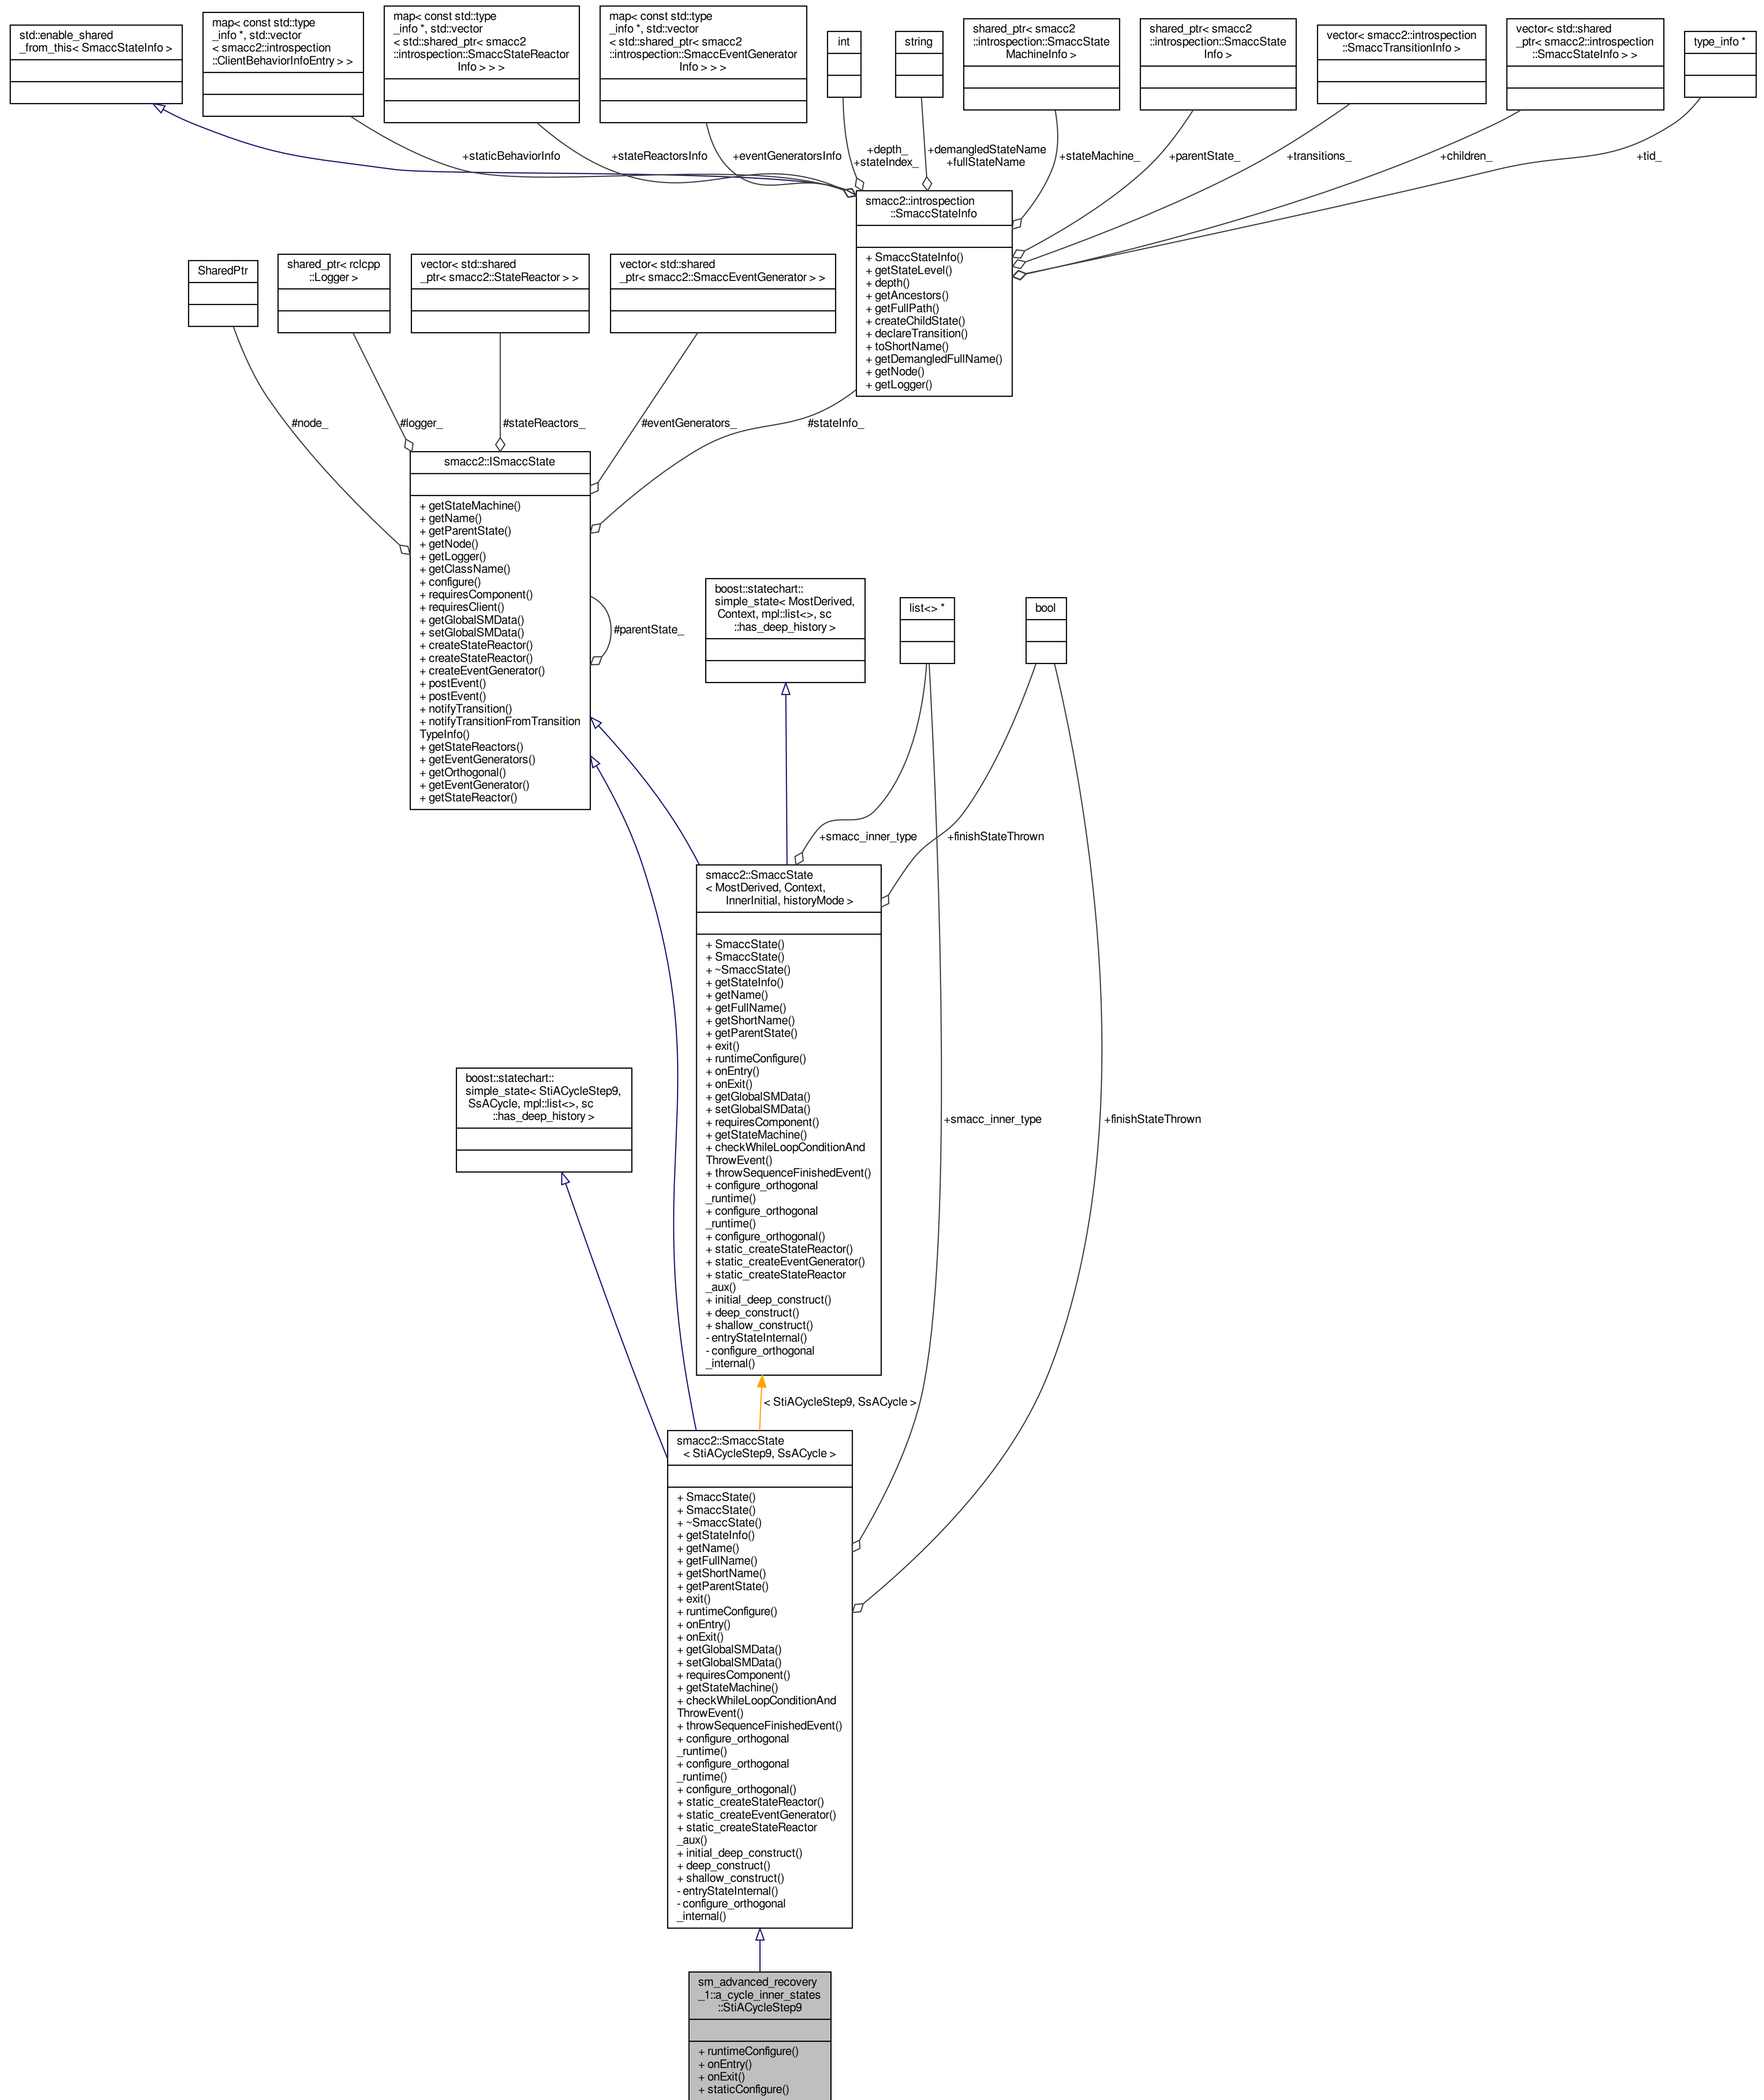 std::enable_shared
_from_this< SmaccStateInfo >
map< const std::type
_info *, std::vector
< smacc2::introspection
::ClientBehaviorInfoEntry > >
map< const std::type
_info *, std::vector
< std::shared_ptr< smacc2
::introspection::SmaccStateReactor
Info > > >
map< const std::type
_info *, std::vector
< std::shared_ptr< smacc2
::introspection::SmaccEventGenerator
Info > > >
int
string
shared_ptr< smacc2
::introspection::SmaccState
MachineInfo >
shared_ptr< smacc2
::introspection::SmaccState
Info >
vector< smacc2::introspection
::SmaccTransitionInfo >
vector< std::shared
_ptr< smacc2::introspection
::SmaccStateInfo > >
type_info *
+staticBehaviorInfo
+stateReactorsInfo
+eventGeneratorsInfo
+depth_
+stateIndex_
+demangledStateName
+fullStateName
+stateMachine_
+parentState_
+transitions_
+children_
+tid_
smacc2::introspection
::SmaccStateInfo
+ SmaccStateInfo()
+ getStateLevel()
+ depth()
+ getAncestors()
+ getFullPath()
+ createChildState()
+ declareTransition()
+ toShortName()
+ getDemangledFullName()
+ getNode()
+ getLogger()
SharedPtr
shared_ptr< rclcpp
::Logger >
vector< std::shared
_ptr< smacc2::StateReactor > >
vector< std::shared
_ptr< smacc2::SmaccEventGenerator > >
#node_
#logger_
#stateReactors_
#eventGenerators_
#stateInfo_
smacc2::ISmaccState
+ getStateMachine()
+ getName()
+ getParentState()
+ getNode()
+ getLogger()
+ getClassName()
+ configure()
+ requiresComponent()
+ requiresClient()
+ getGlobalSMData()
+ setGlobalSMData()
+ createStateReactor()
+ createStateReactor()
+ createEventGenerator()
+ postEvent()
+ postEvent()
+ notifyTransition()
+ notifyTransitionFromTransition
TypeInfo()
+ getStateReactors()
+ getEventGenerators()
+ getOrthogonal()
+ getEventGenerator()
+ getStateReactor()
#parentState_
boost::statechart::
simple_state< MostDerived,
Context, mpl::list<>, sc
::has_deep_history >
list<> *
bool
+smacc_inner_type
+finishStateThrown
smacc2::SmaccState
< MostDerived, Context,
InnerInitial, historyMode >
+ SmaccState()
+ SmaccState()
+ ~SmaccState()
+ getStateInfo()
+ getName()
+ getFullName()
+ getShortName()
+ getParentState()
+ exit()
+ runtimeConfigure()
+ onEntry()
+ onExit()
+ getGlobalSMData()
+ setGlobalSMData()
+ requiresComponent()
+ getStateMachine()
+ checkWhileLoopConditionAnd
ThrowEvent()
+ throwSequenceFinishedEvent()
+ configure_orthogonal
_runtime()
+ configure_orthogonal
_runtime()
+ configure_orthogonal()
+ static_createStateReactor()
+ static_createEventGenerator()
+ static_createStateReactor
_aux()
+ initial_deep_construct()
+ deep_construct()
+ shallow_construct()
- entryStateInternal()
- configure_orthogonal
_internal()
boost::statechart::
simple_state< StiACycleStep9,
SsACycle, mpl::list<>, sc
::has_deep_history >
+smacc_inner_type
+finishStateThrown
< StiACycleStep9, SsACycle >
smacc2::SmaccState
< StiACycleStep9, SsACycle >
+ SmaccState()
+ SmaccState()
+ ~SmaccState()
+ getStateInfo()
+ getName()
+ getFullName()
+ getShortName()
+ getParentState()
+ exit()
+ runtimeConfigure()
+ onEntry()
+ onExit()
+ getGlobalSMData()
+ setGlobalSMData()
+ requiresComponent()
+ getStateMachine()
+ checkWhileLoopConditionAnd
ThrowEvent()
+ throwSequenceFinishedEvent()
+ configure_orthogonal
_runtime()
+ configure_orthogonal
_runtime()
+ configure_orthogonal()
+ static_createStateReactor()
+ static_createEventGenerator()
+ static_createStateReactor
_aux()
+ initial_deep_construct()
+ deep_construct()
+ shallow_construct()
- entryStateInternal()
- configure_orthogonal
_internal()
sm_advanced_recovery
_1::a_cycle_inner_states
::StiACycleStep9
+ runtimeConfigure()
+ onEntry()
+ onExit()
+ staticConfigure()